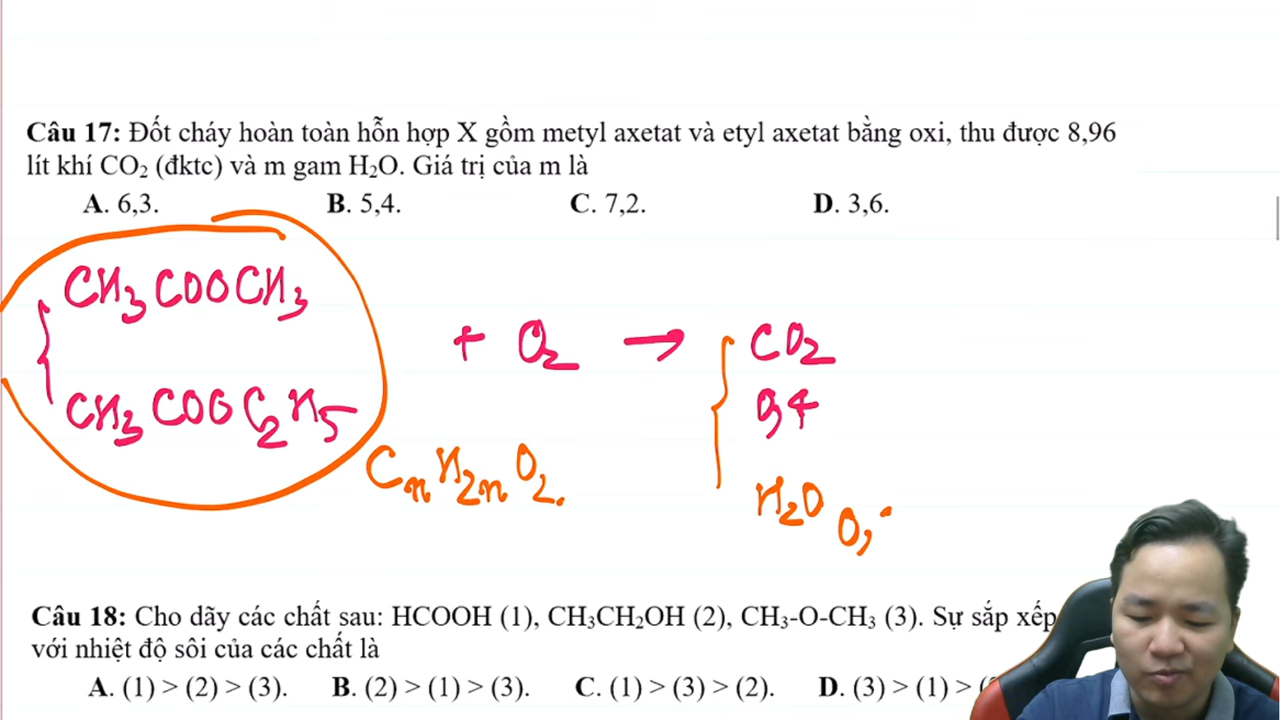 Câu 17: Đốt cháy hoàn toàn hỗn hợp X gồm metyl axetat và etyl axetat bằng oxi, thu được 8,96
lít khí CO₂ (đktc) và m gam H₂O. Giá trị của m là
A. 6,3. B. 5,4. C. 7,2. D. 3,6.
CH₃COOCH₃
+ O₂ → CO₂
CH₃COOC₂H₅
0,4
CₙH₂ₙO₂.
H₂O 0,
Câu 18: Cho dãy các chất sau: HCOOH (1), CH₃CH₂OH (2), CH₃-O-CH₃ (3). Sự sắp xếp
với nhiệt độ sôi của các chất là
A. (1) > (2) > (3). B. (2) > (1) > (3). C. (1) > (3) > (2). D. (3) > (1) >